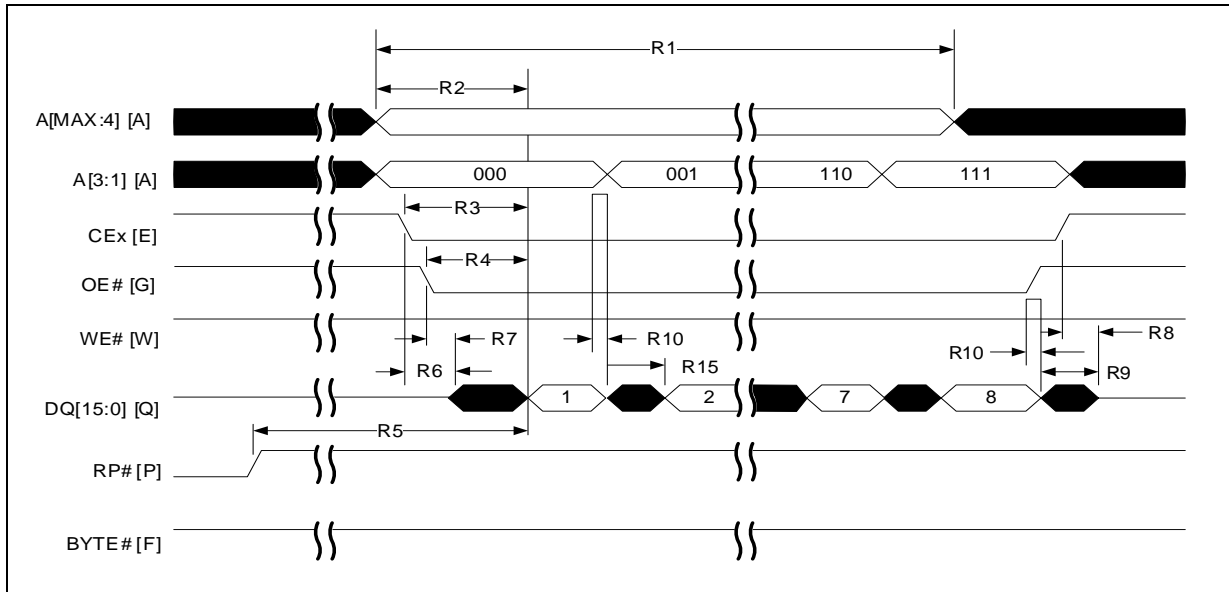 R1
R2
A[MAX:4] [A]
A[3:1] [A]
000
001
110
111
R3
CEx [E]
R4
OE# [G]
WE# [W]
R7
R10
R8
R10
R6
R15
R9
DQ[15:0] [Q]
1
2
7
8
R5
RP# [P]
BYTE# [F]